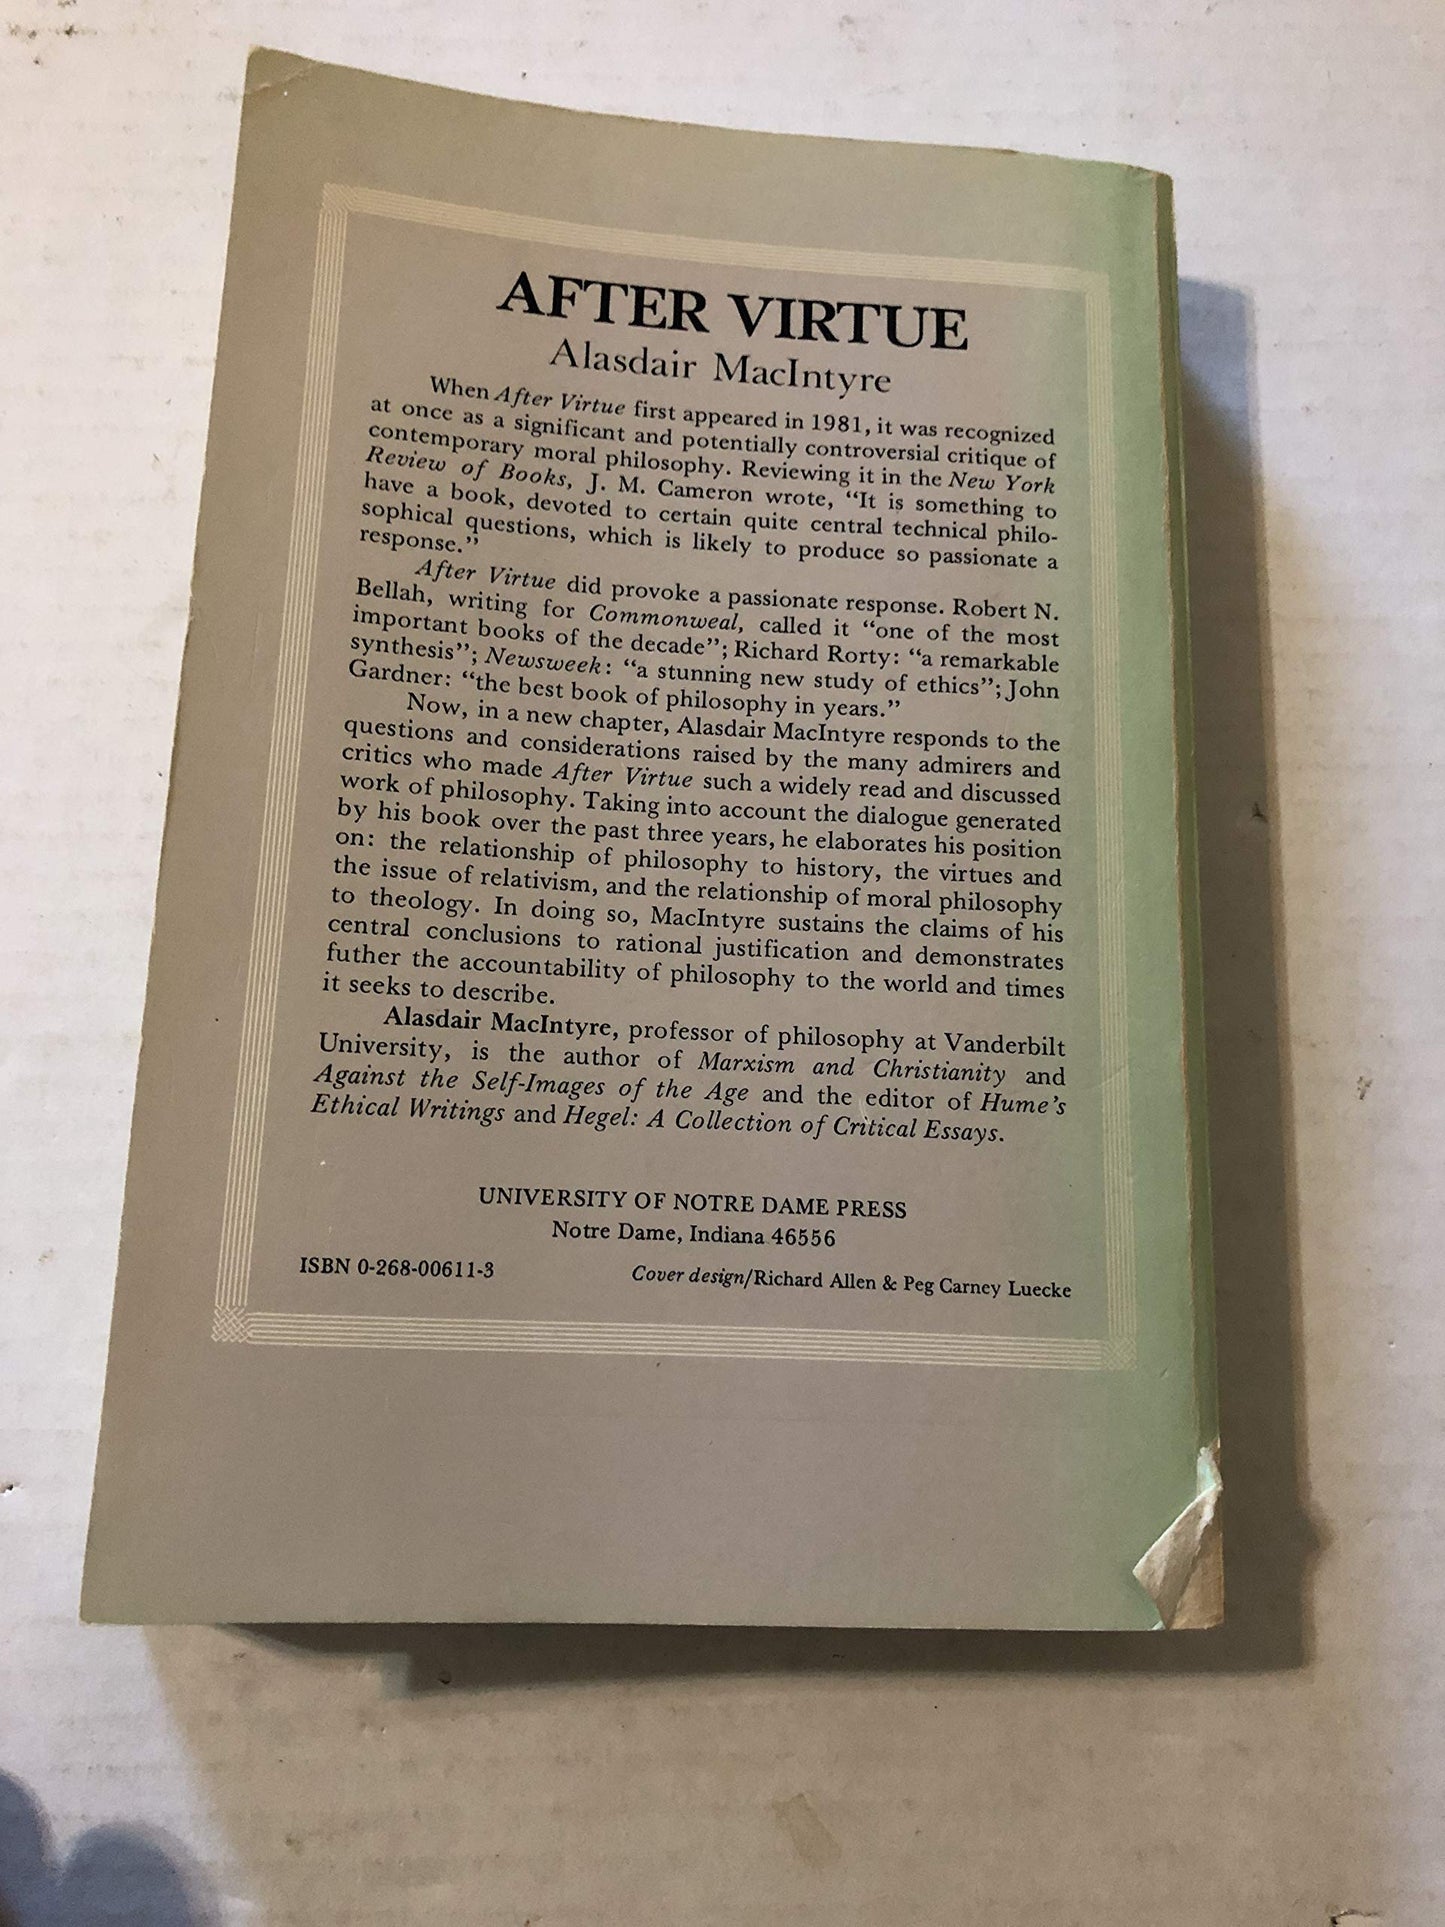 AFTER VIRTUE
Alasdair MacIntyre
When After Virtue first appeared in 1981, it was recognized
at once as a significant and potentially controversial critique of
contemporary moral philosophy. Reviewing it in the New York
Review of Books, J. M. Cameron wrote, “It is something to
have a book, devoted to certain quite central technical philo-
sophical questions, which is likely to produce so passionate a
response.”
After Virtue did provoke a passionate response. Robert N.
Bellah, writing for Commonweal, called it “one of the most
important books of the decade”; Richard Rorty: “a remarkable
synthesis”; Newsweek: “a stunning new study of ethics”; John
Gardner: “the best book of philosophy in years.”
Now, in a new chapter, Alasdair MacIntyre responds to the
questions and considerations raised by the many admirers and
critics who made After Virtue such a widely read and discussed
work of philosophy. Taking into account the dialogue generated
by his book over the past three years, he elaborates his position
on: the relationship of philosophy to history, the virtues and
the issue of relativism, and the relationship of moral philosophy
to theology. In doing so, MacIntyre sustains the claims of his
central conclusions to rational justification and demonstrates
futher the accountability of philosophy to the world and times
it seeks to describe.
Alasdair MacIntyre, professor of philosophy at Vanderbilt
University, is the author of Marxism and Christianity and
Against the Self-Images of the Age and the editor of Hume’s
Ethical Writings and Hegel: A Collection of Critical Essays.
UNIVERSITY OF NOTRE DAME PRESS
Notre Dame, Indiana 46556
ISBN 0-268-00611-3 Cover design/Richard Allen & Peg Carney Luecke